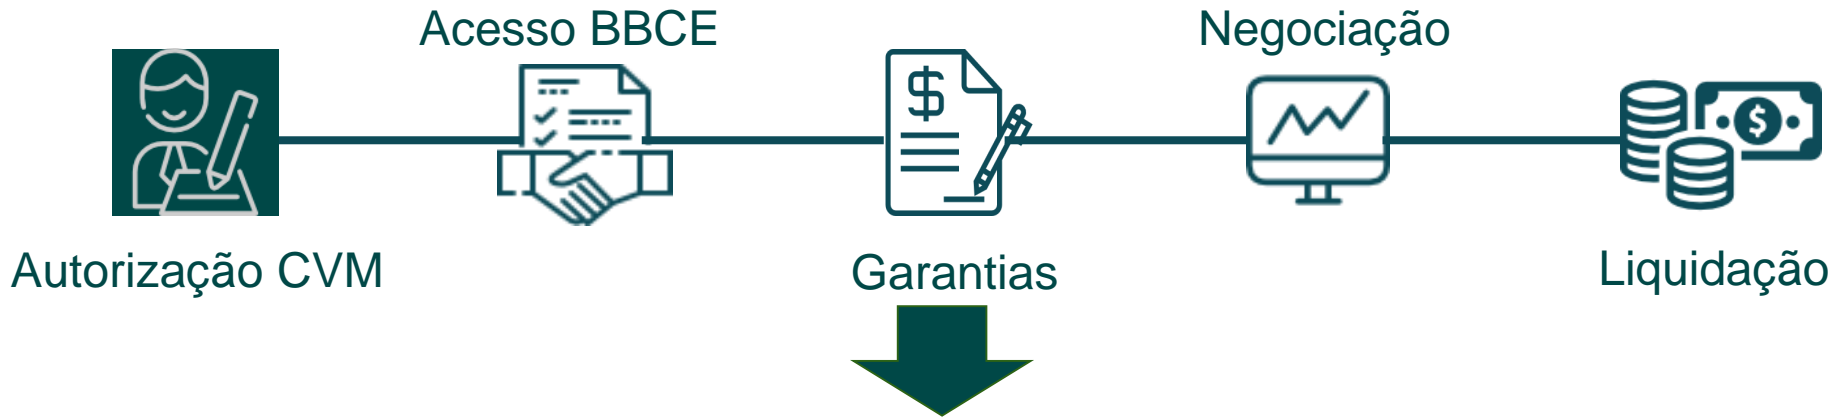 Autorização CVM
Acesso BBCE
Garantias
Negociação
Liquidação